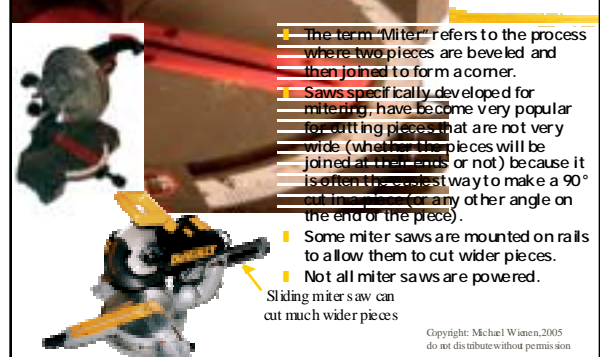 The term “Miter” refers to the process
where two pieces are beveled and
then joined to form a corner.
Saws specifically developed for
mitering, have become very popular
for cutting pieces that are not very
wide (whether the pieces will be
joined at their ends or not) because it
is often the easiest way to make a 90°
cut in a piece (or any other angle on
the end of the piece).
Some miter saws are mounted on rails
to allow them to cut wider pieces.
Not all miter saws are powered.
DEWALT
Sliding miter saw can
cut much wider pieces
Copyright: Michael Wienen, 2005
do not distribute without permission